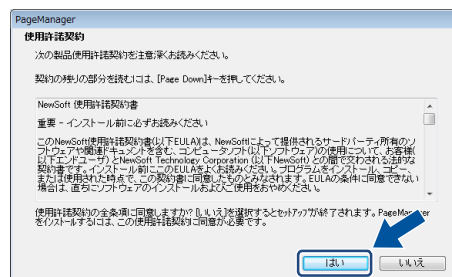 PageManager
使用許諾契約
次の製品使用許諾契約を注意深くお読みください。
契約の残りの部分を読むには、[Page Down]キーを押してください。
NewSoft 使用許諾契約書
重要 - インストール前に必ずお読みください
このNewSoft使用許諾契約書(以下EULA)は、NewSoftによって提供されるサードパーティ所有のソ
フトウェアや関連ドキュメントを含む、コンピュータソフト(以下ソフトウェア)の使用について、お客様(
以下エンドユーザ)とNewSoft Technology Corporation (以下NewSoft) との間で交わされる法的な
契約書です。インストール前にこのEULAをよくお読みください。プログラムをインストール、コピー、
または使用された時点で、この契約書に同意したものとみなされます。EULAの条件に同意できない
場合は、直ちにソフトウェアのインストールおよびご使用をおやめください。
使用許諾契約の全条項に同意しますか? [いいえ]を選択するとセットアップが終了されます。PageManager
をインストールするには、この使用許諾契約に同意が必要です。
はい
いいえ